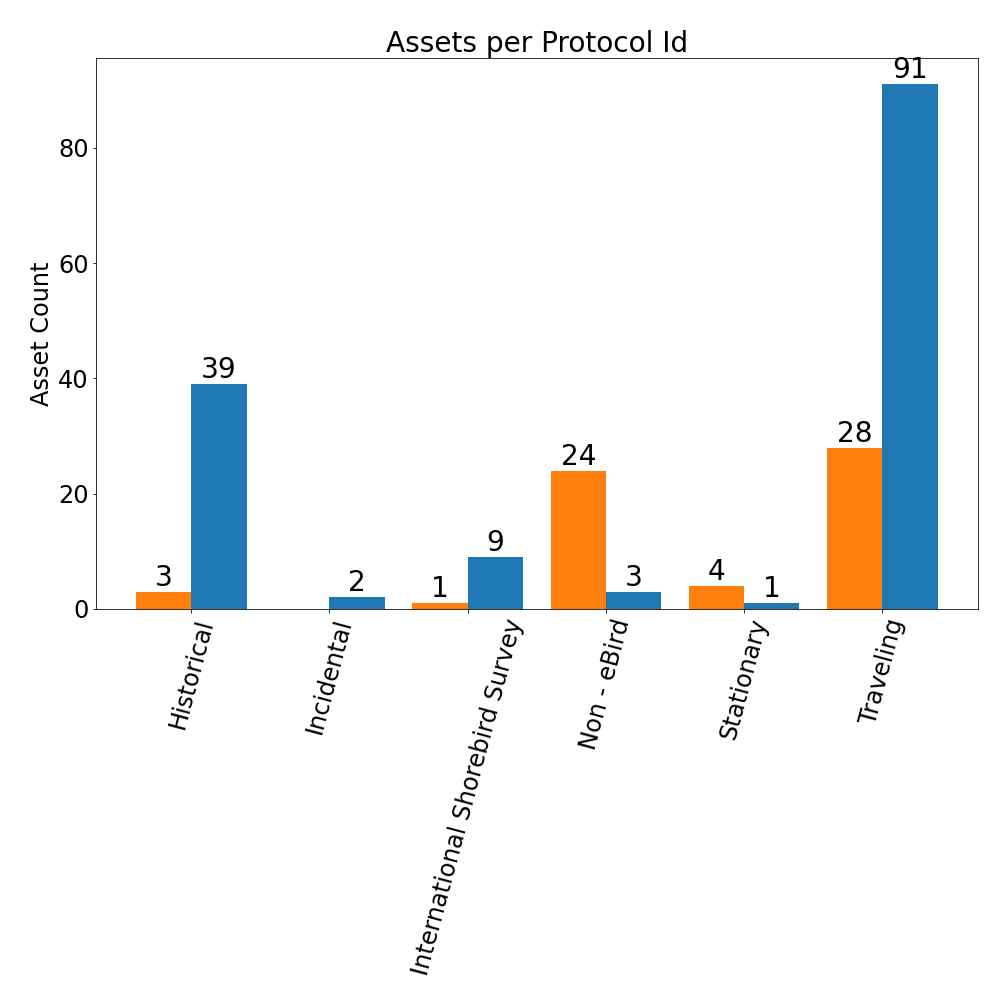 Assets per Protocol Id
Asset Count
80
60
40
20
0
3
39
2
1
9
24
3
4
1
28
91
Historical
Incidental
International Shorebird Survey
Non - eBird
Stationary
Traveling